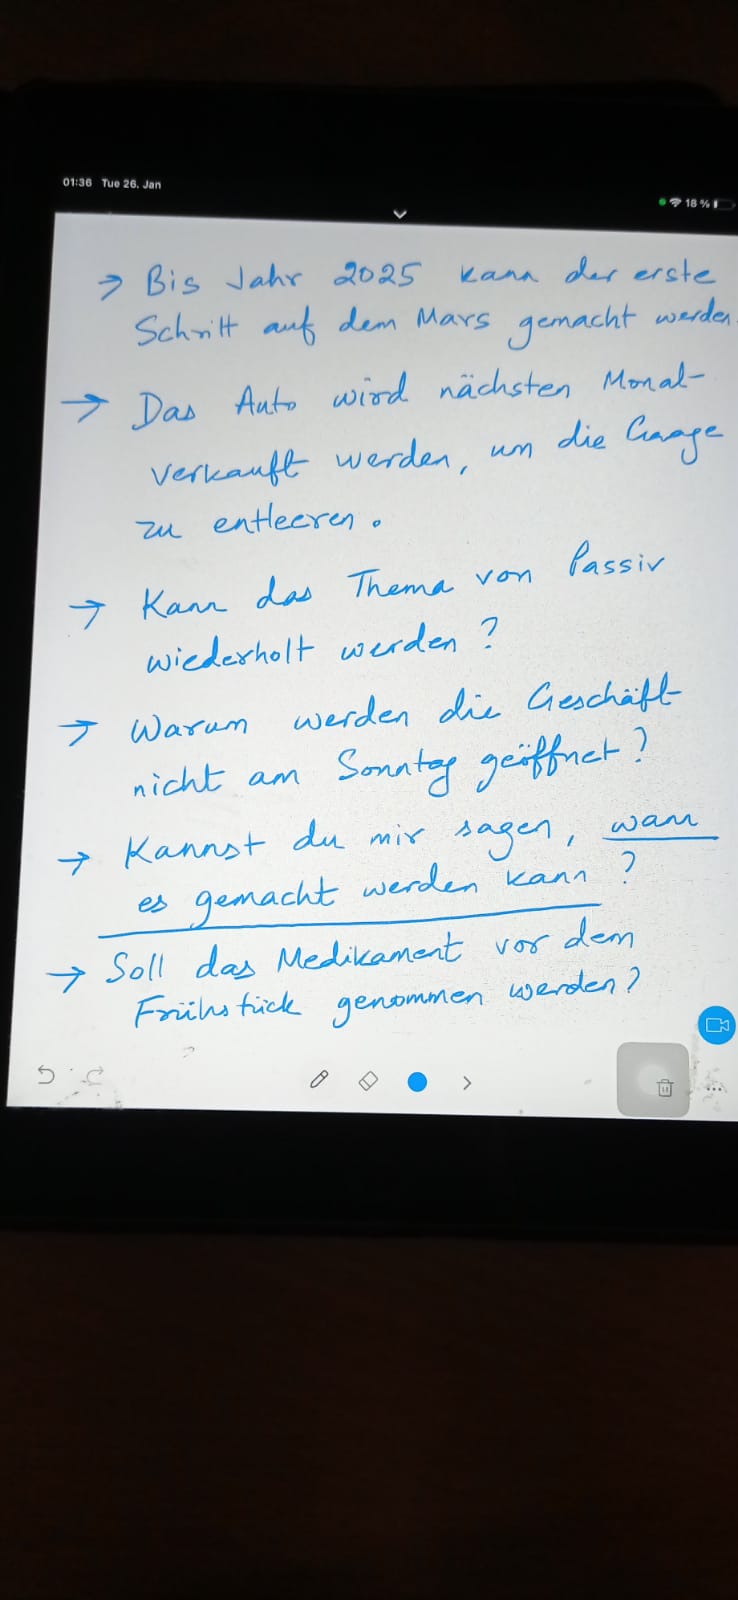 01:36 Tue 26. Jan
18 %
→ Bis Jahr 2025 kann der erste
Schritt auf dem Mars gemacht werden.
→ Das Auto wird nächsten Monat
verkauft werden, um die Garage
zu entleeren.
→ Kann das Thema von Passiv
wiederholt werden?
→ Warum werden die Geschäft
nicht am Sonntag geöffnet?
→ Kannst du mir sagen, wann
es gemacht werden kann?
→ Soll das Medikament vor dem
Frühstück genommen werden?